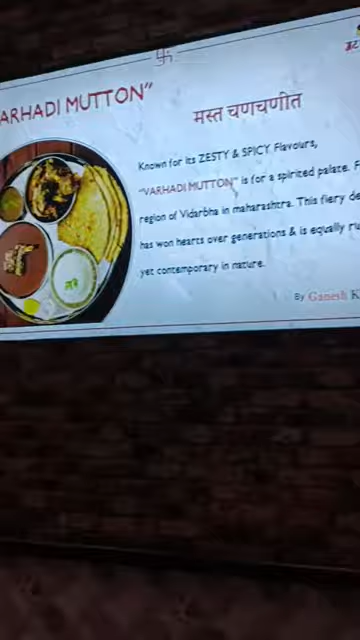 ARHADI MUTTON”
मस्त चणचणीत
Known for its ZESTY & SPICY Flavours,
“VARHADI MUTTON” is for a spirited palate. F
region of Vidarbha in maharashtra. This fiery de
has won hearts over generations & is equally ru
yet contemporary in nature.
By Ganesh K